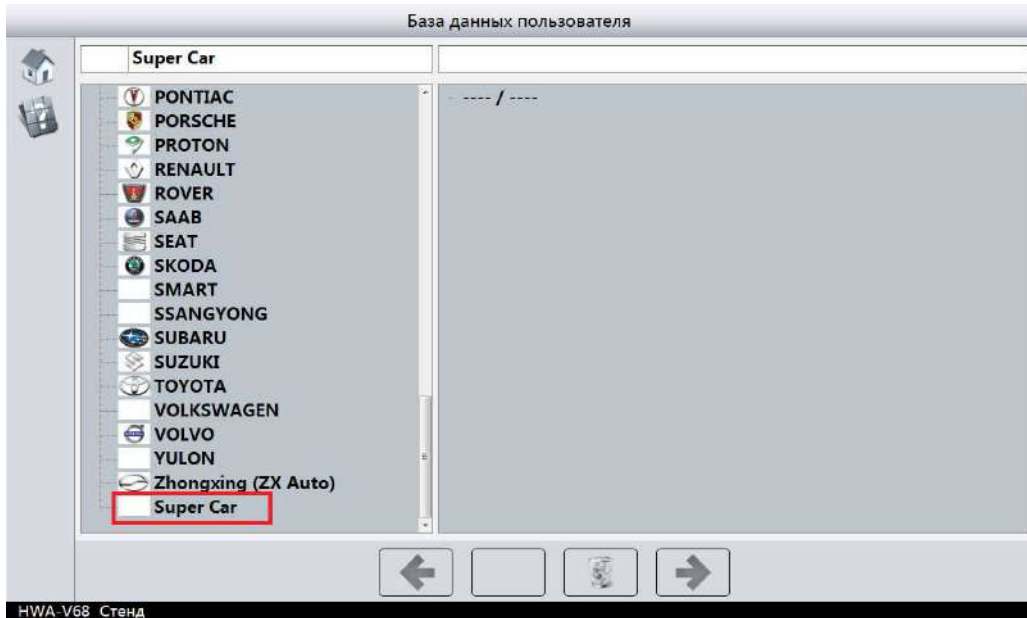 База данных пользователя
Super Car
PONTIAC
---- / ----
PORSCHE
PROTON
RENAULT
ROVER
SAAB
SEAT
SKODA
SMART
SSANGYONG
SUBARU
SUZUKI
TOYOTA
VOLKSWAGEN
VOLVO
YULON
Zhongxing (ZX Auto)
Super Car
HWA-V68 Стенд